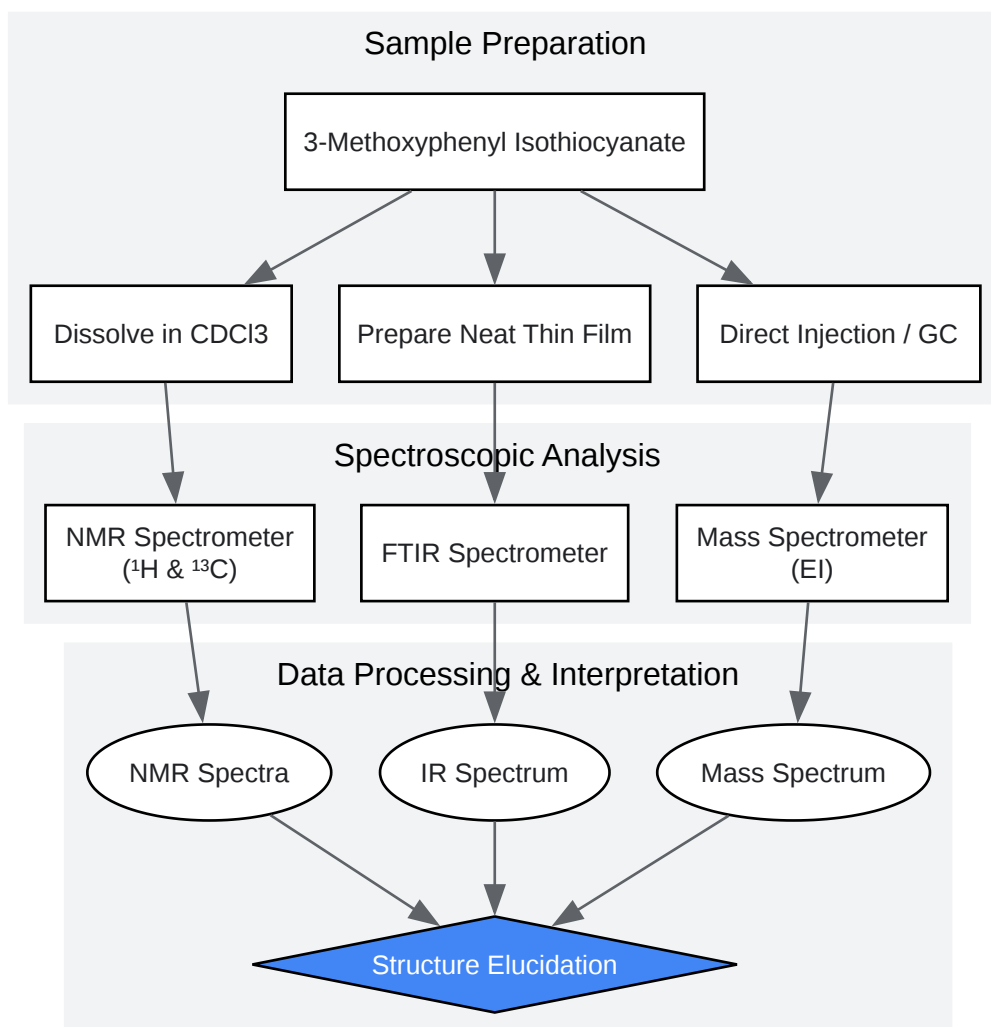 Sample Preparation
3-Methoxyphenyl Isothiocyanate
Dissolve in CDCl3
Prepare Neat Thin Film
Direct Injection / GC
Spectroscopic Analysis
NMR Spectrometer
(¹H & ¹³C)
FTIR Spectrometer
Mass Spectrometer
(EI)
Data Processing & Interpretation
NMR Spectra
IR Spectrum
Mass Spectrum
Structure Elucidation